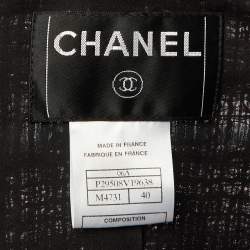 CHANEL
MADE IN FRANCE
FABRIQUE EN FRANCE
06A
P29508V19638
M4731 40
COMPOSITION